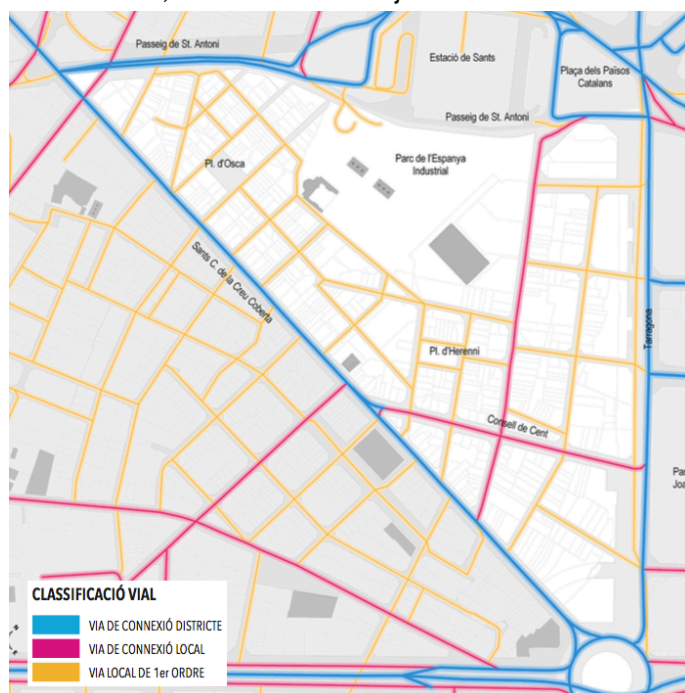 Passeig de St. Antoni
Estació de Sants
Plaça dels Països
Catalans
Passeig de St. Antoni
Pl. d'Osca
Parc de l'Espanya
Industrial
Sants C. de la Creu Coberta
Tarragona
Pl. d'Herenni
Consell de Cent
CLASSIFICACIÓ VIAL
VIA DE CONNEXIÓ DISTRICTE
VIA DE CONNEXIÓ LOCAL
VIA LOCAL DE 1er ORDRE